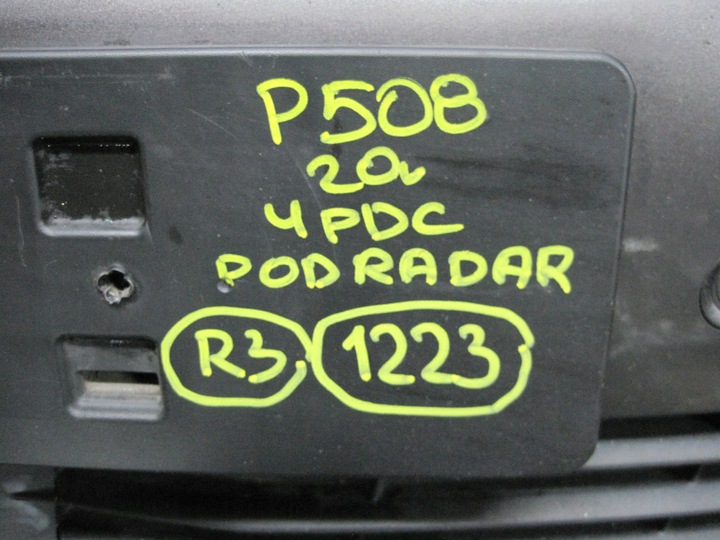 P508
20r
4PDC
POD RADAR
R3. 1223